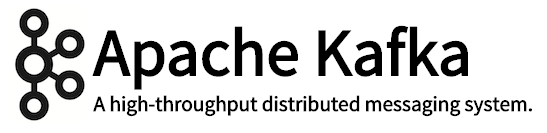 Apache Kafka
A high-throughput distributed messaging system.